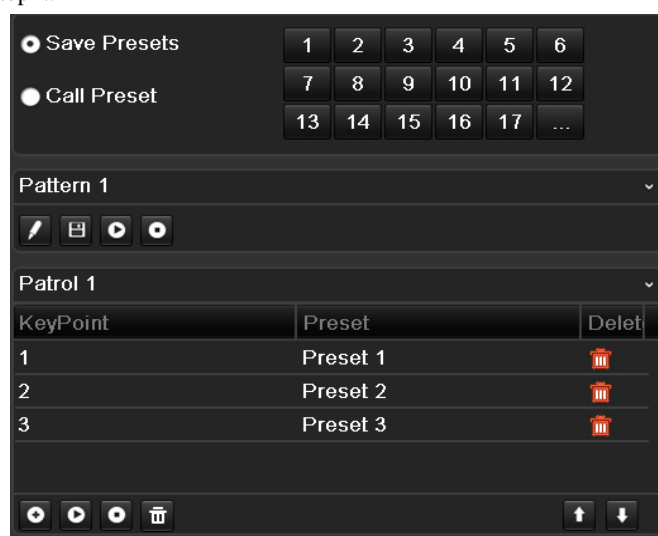 Save Presets
1 2 3 4 5 6
Call Preset
7 8 9 10 11 12
13 14 15 16 17 ...
Pattern 1
Patrol 1
KeyPoint Preset Delet
1 Preset 1
2 Preset 2
3 Preset 3